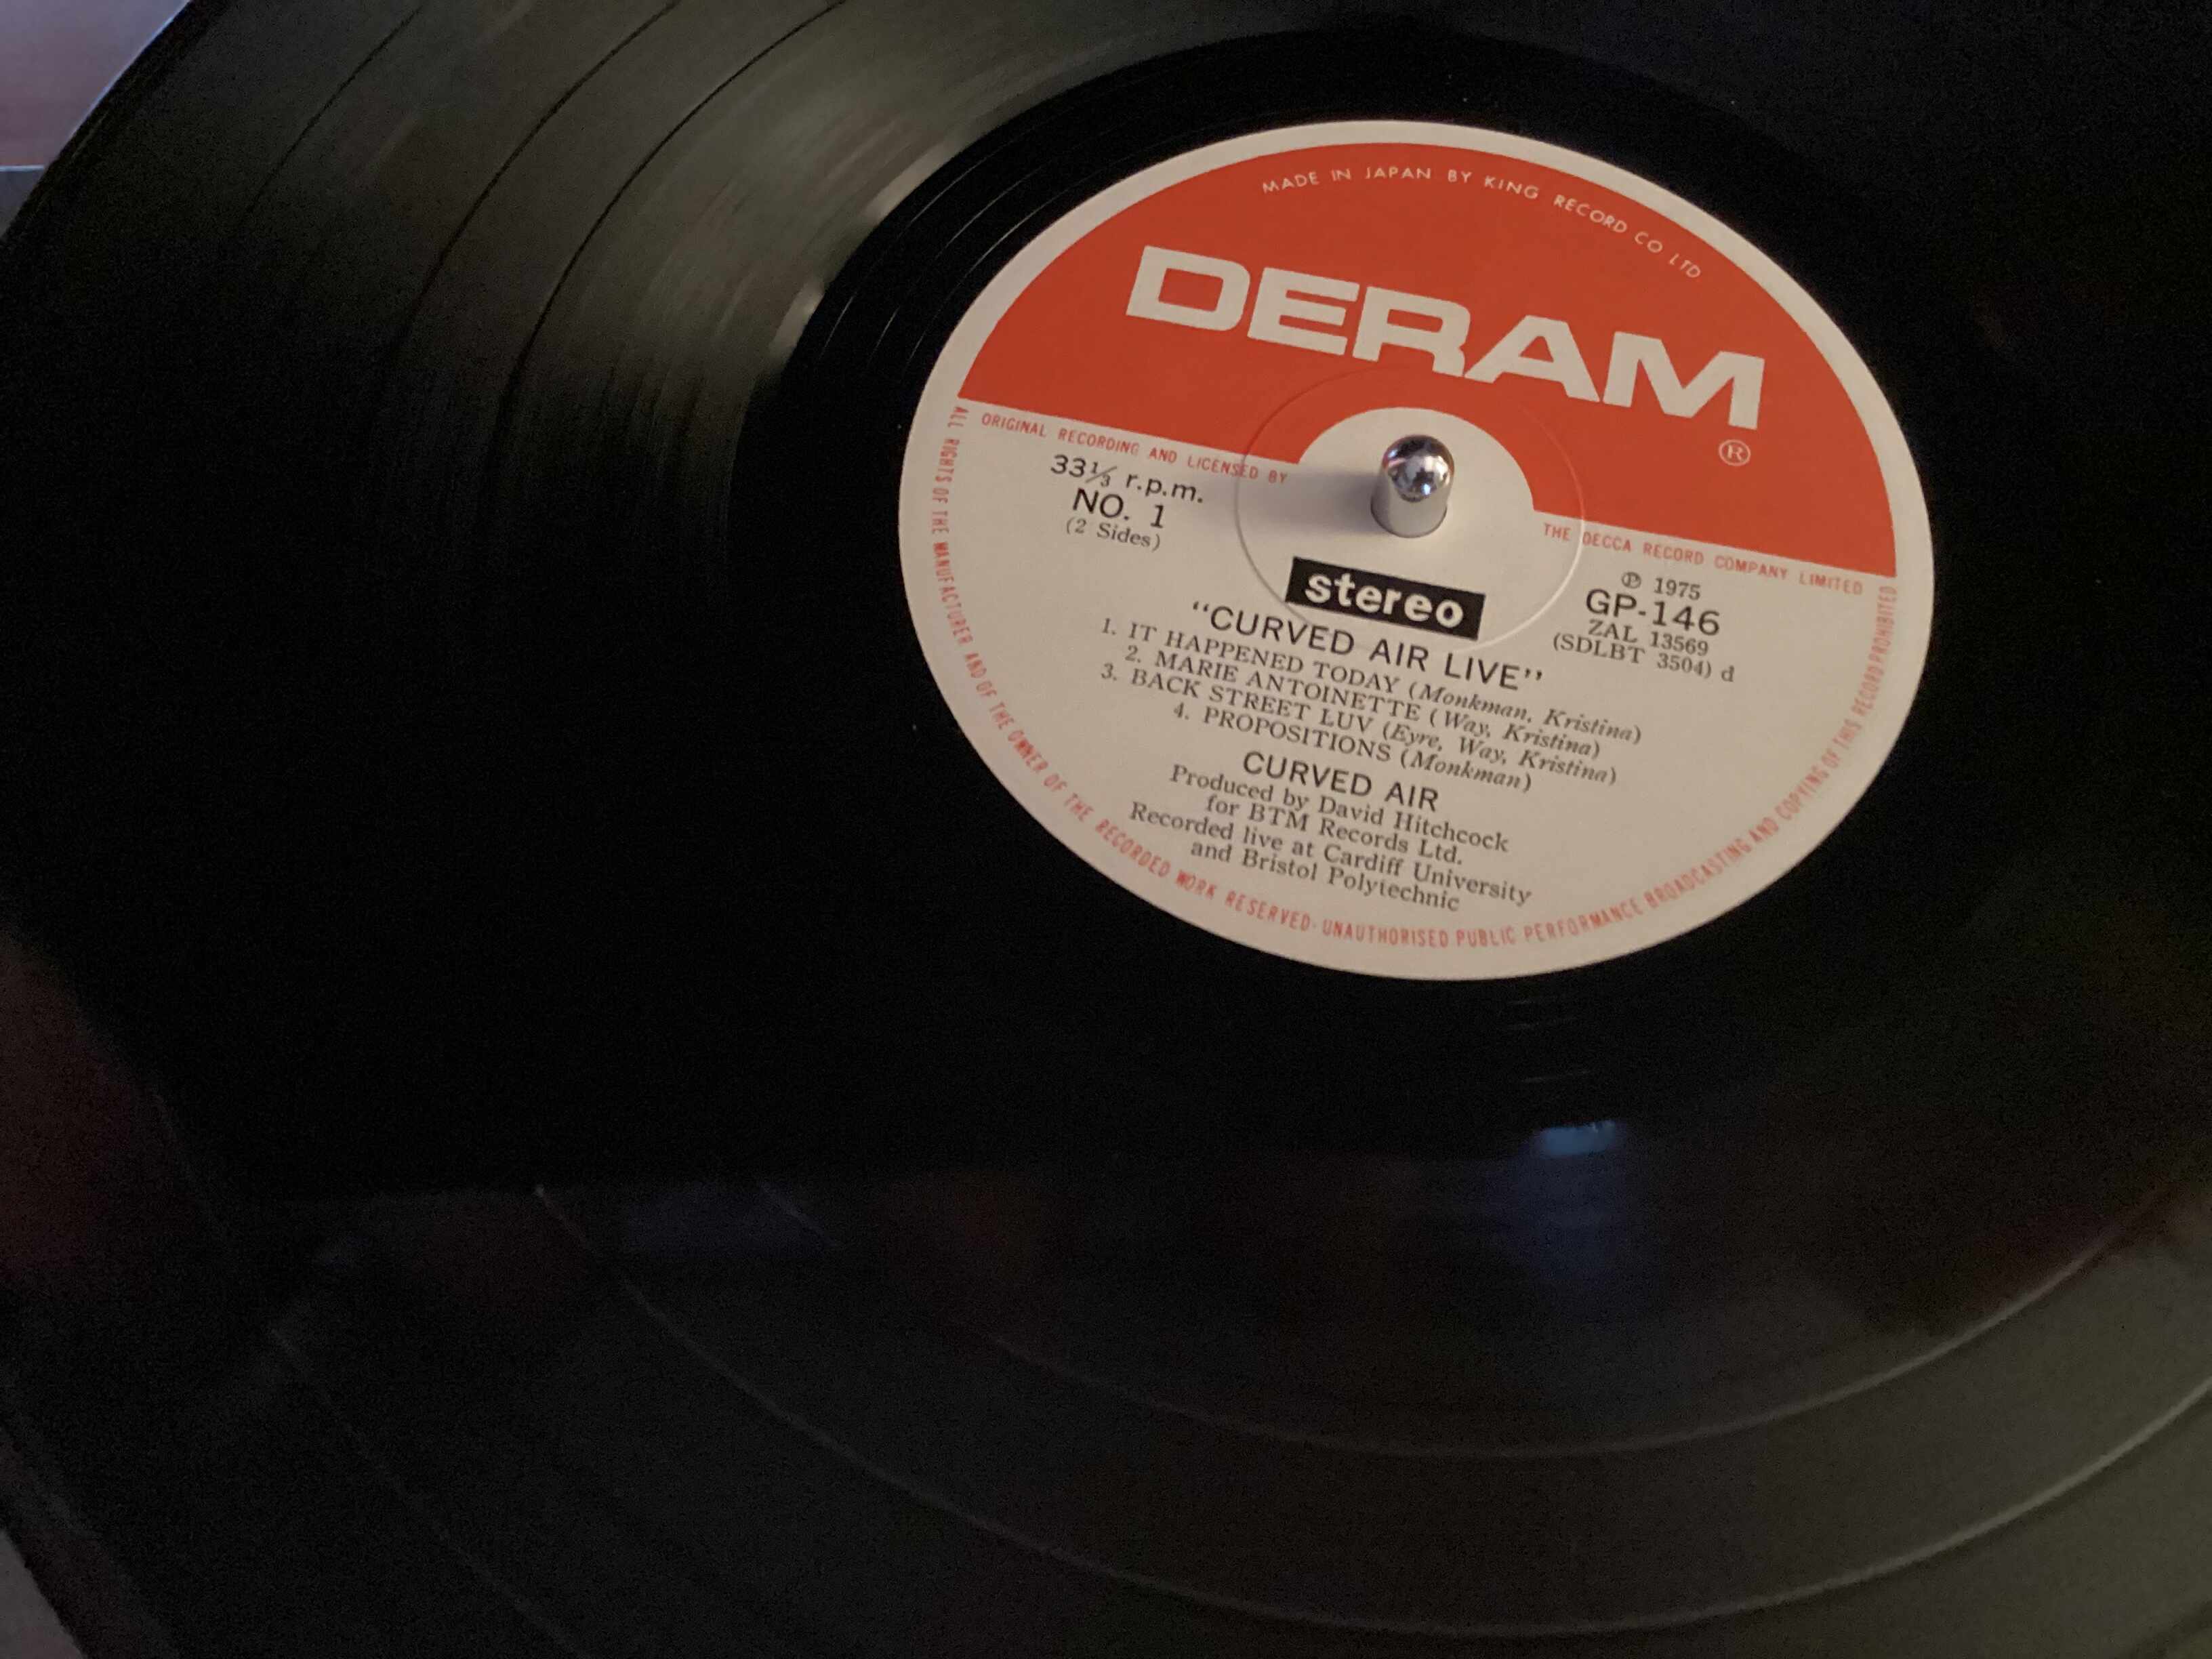 MADE IN JAPAN BY KING RECORD CO LTD
DERAM
®
ORIGINAL RECORDING AND LICENSED BY
THE DECCA RECORD COMPANY LIMITED
33⅓ r.p.m.
NO. 1
(2 Sides)
stereo
Ⓟ 1975
GP-146
ZAL 13569
(SDLBT 3504) d
“CURVED AIR LIVE”
1. IT HAPPENED TODAY (Monkman, Kristina)
2. MARIE ANTOINETTE (Way, Kristina)
3. BACK STREET LUV (Eyre, Way, Kristina)
4. PROPOSITIONS (Monkman)
CURVED AIR
Produced by David Hitchcock
for BTM Records Ltd.
Recorded live at Cardiff University
and Bristol Polytechnic
ALL RIGHTS OF THE MANUFACTURER AND OF THE OWNER OF THE RECORDED WORK RESERVED· UNAUTHORISED PUBLIC PERFORMANCE BROADCASTING AND COPYING OF THIS RECORD PROHIBITED